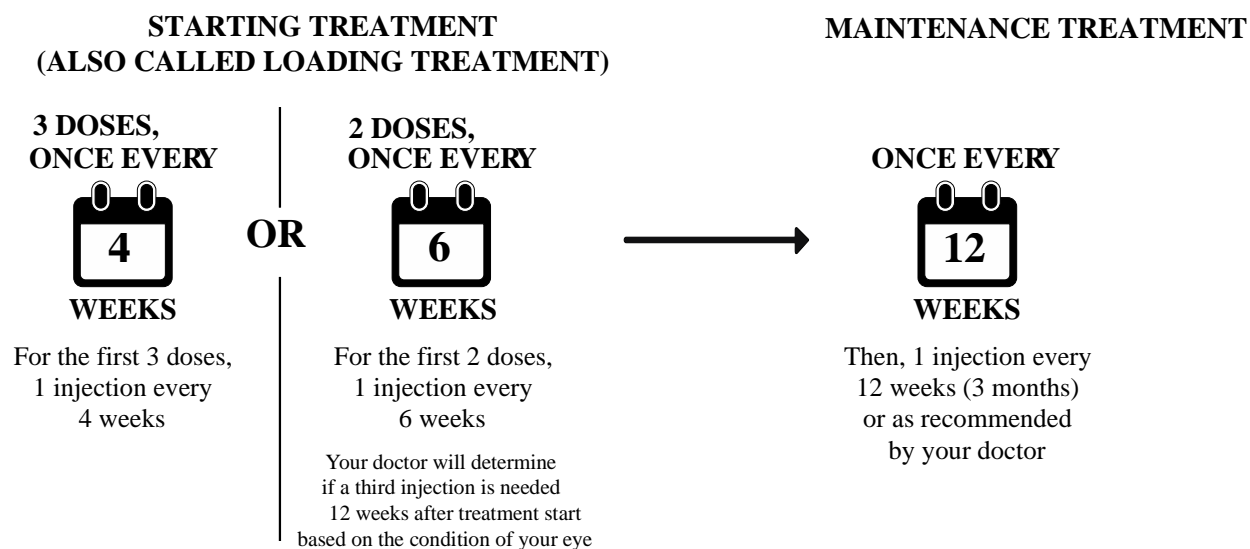 STARTING TREATMENT
(ALSO CALLED LOADING TREATMENT)
3 DOSES,
ONCE EVERY
4
WEEKS
For the first 3 doses,
1 injection every
4 weeks
OR
2 DOSES,
ONCE EVERY
6
WEEKS
For the first 2 doses,
1 injection every
6 weeks
Your doctor will determine
if a third injection is needed
12 weeks after treatment start
based on the condition of your eye
MAINTENANCE TREATMENT
ONCE EVERY
12
WEEKS
Then, 1 injection every
12 weeks (3 months)
or as recommended
by your doctor